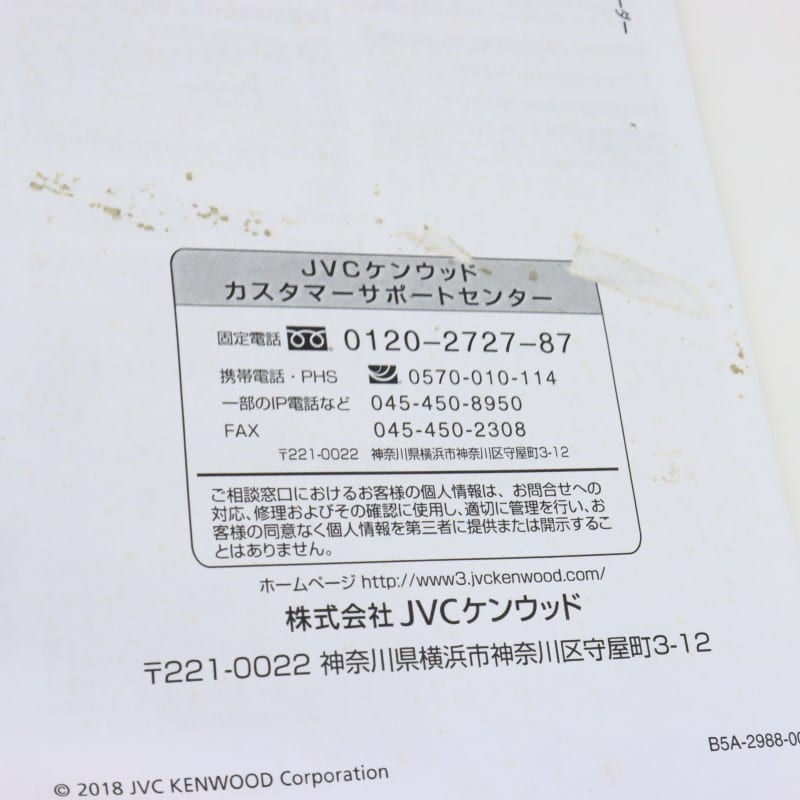 ーダー
JVCケンウッド
カスタマーサポートセンター
固定電話 0120-2727-87
携帯電話・PHS 0570-010-114
一部のIP電話など 045-450-8950
FAX 045-450-2308
〒221-0022 神奈川県横浜市神奈川区守屋町3-12
ご相談窓口におけるお客様の個人情報は、お問合せへの
対応、修理およびその確認に使用し、適切に管理を行い、お
客様の同意なく個人情報を第三者に提供または開示するこ
とはありません。
ホームページ http://www3.jvckenwood.com/
株式会社 JVCケンウッド
〒221-0022 神奈川県横浜市神奈川区守屋町3-12
B5A-2988-00
© 2018 JVC KENWOOD Corporation